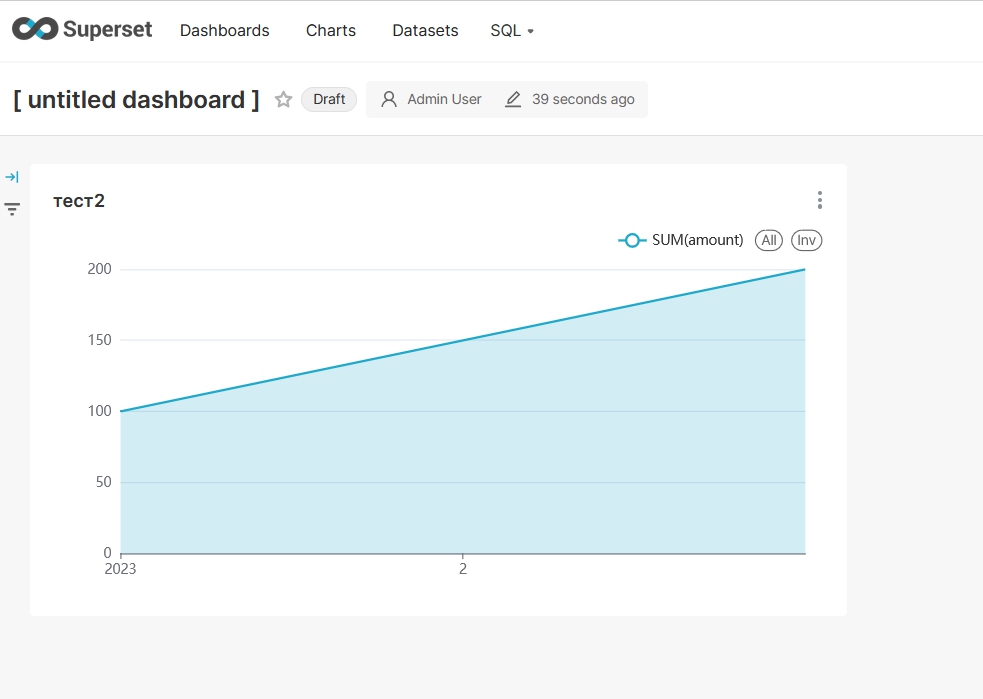 Superset Dashboards Charts Datasets SQL
[ untitled dashboard ] Draft Admin User 39 seconds ago
тест2
SUM(amount) All Inv
200
150
100
50
0
2023 2